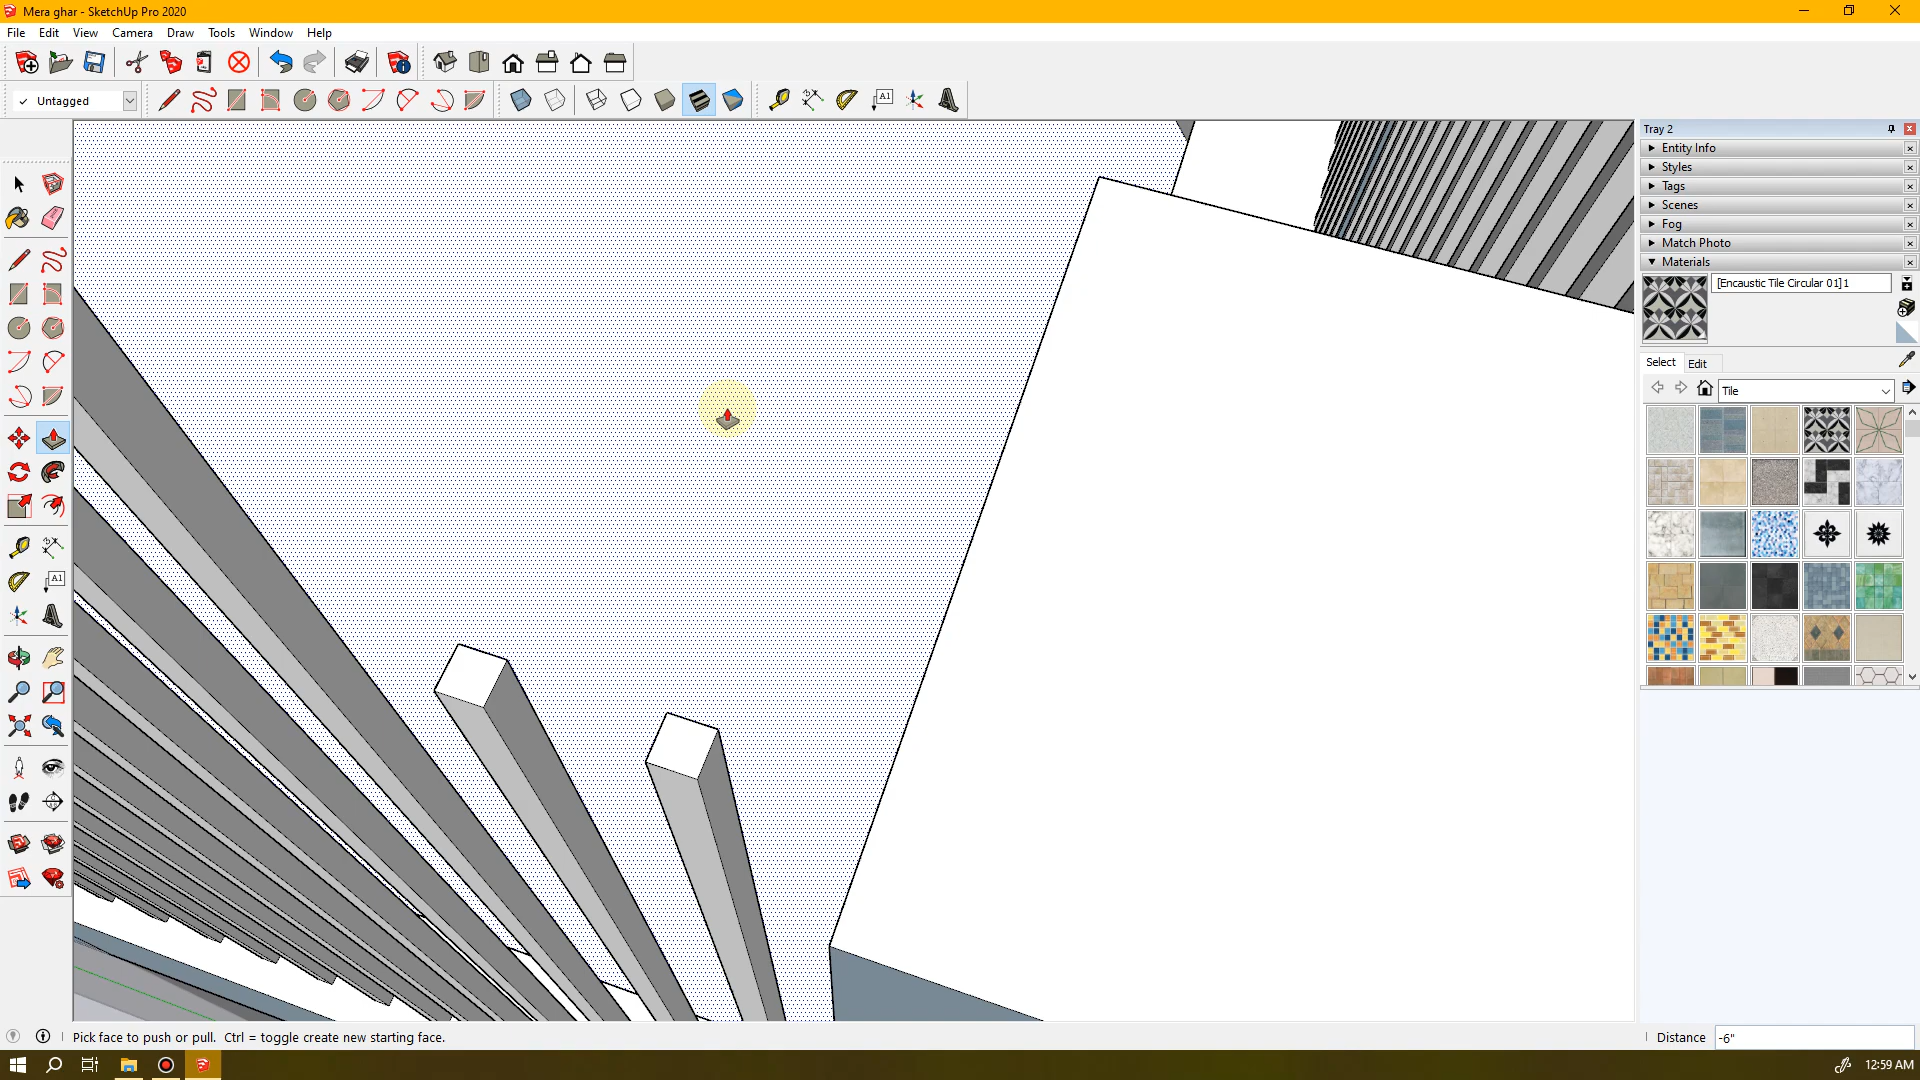 Mera ghar - SketchUp Pro 2020
File Edit View Camera Draw Tools Window Help
✓ Untagged
A1
Tray 2
Entity Info
Styles
Tags
Scenes
Fog
Match Photo
Materials
[Encaustic Tile Circular 01]1
Select Edit
Tile
A1
Pick face to push or pull. Ctrl = toggle create new starting face.
Distance -6"
12:59 AM